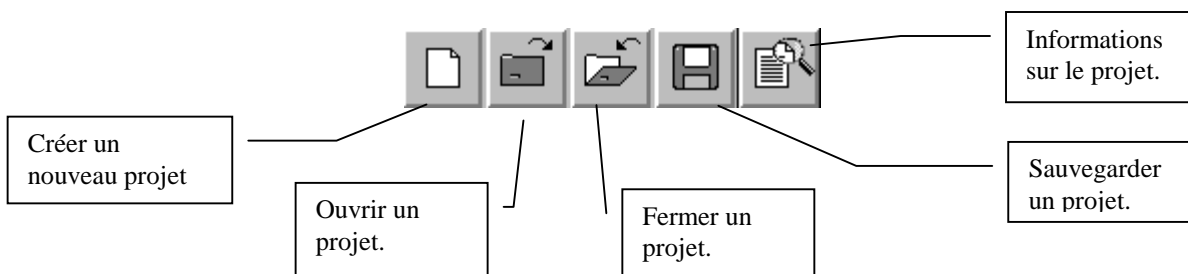 Informations
sur le projet.
Créer un
nouveau projet
Ouvrir un
projet.
Fermer un
projet.
Sauvegarder
un projet.